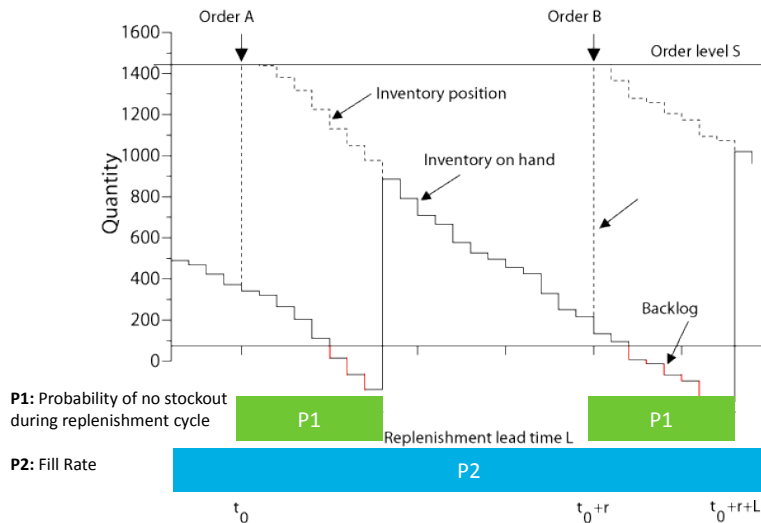 Order A
Order B
Order level S
1600
1400
1200
1000
800
600
400
200
0
Quantity
Inventory position
Inventory on hand
Backlog
P1: Probability of no stockout
during replenishment cycle
P1
P1
Replenishment lead time L
P2: Fill Rate
P2
t0
t0+r
t0+r+L